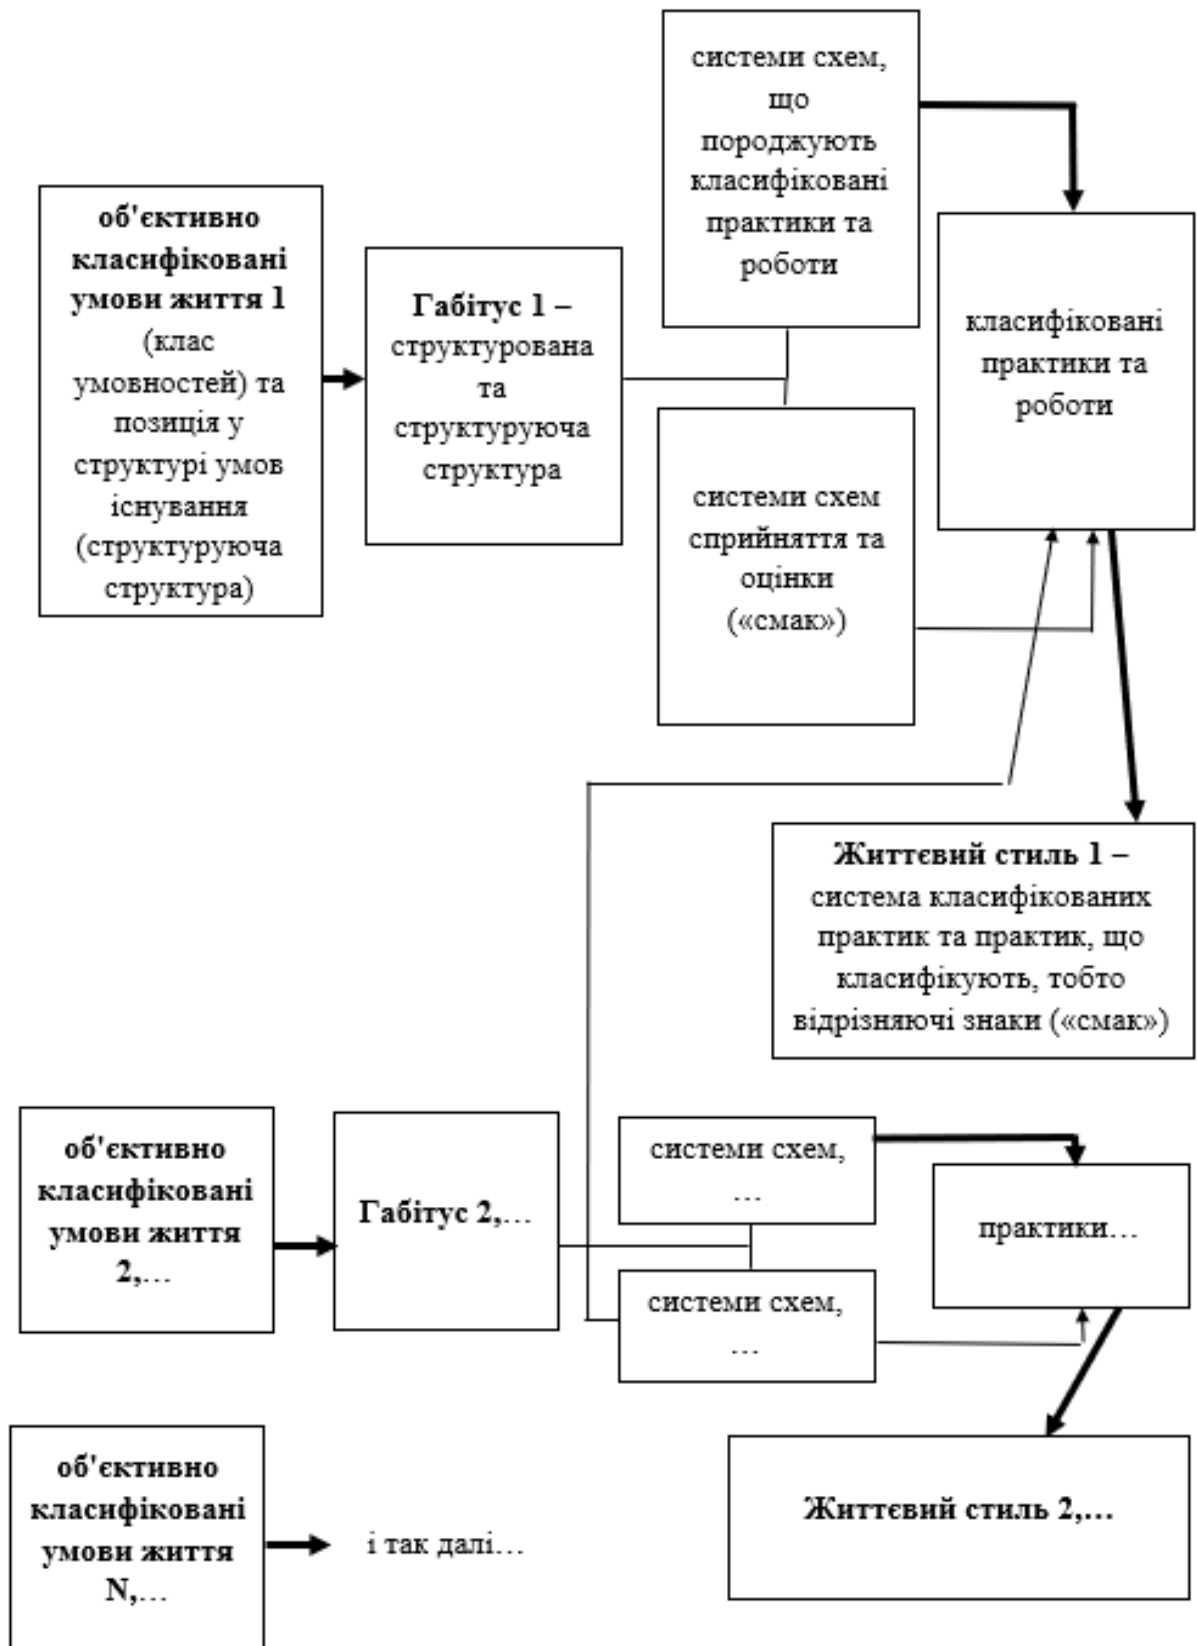 об'єктивно
класифіковані
умови життя 1
(клас
умовностей) та
позиція у
структурі умов
існування
(структуруюча
структура)
Габітус 1 –
структурована
та
структуруюча
структура
системи схем,
що
породжують
класифіковані
практики та
роботи
системи схем
сприйняття та
оцінки
(«смак»)
класифіковані
практики та
роботи
Життєвий стиль 1 –
система класифікованих
практик та практик, що
класифікують, тобто
відрізняючі знаки («смак»)
об'єктивно
класифіковані
умови життя
2,…
Габітус 2,…
системи схем,
…
системи схем,
…
практики…
Життєвий стиль 2,…
об'єктивно
класифіковані
умови життя
N,…
і так далі…